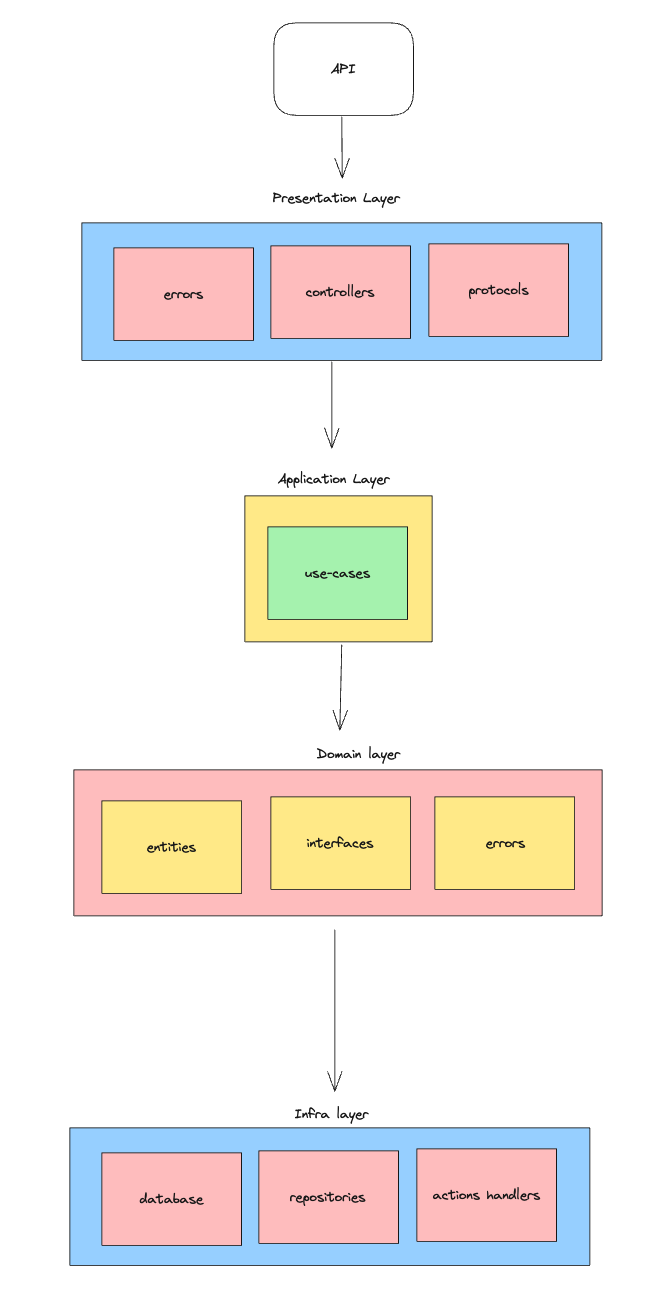 API
Presentation Layer
errors
controllers
protocols
Application Layer
use-cases
Domain layer
entities
interfaces
errors
Infra layer
database
repositories
actions handlers